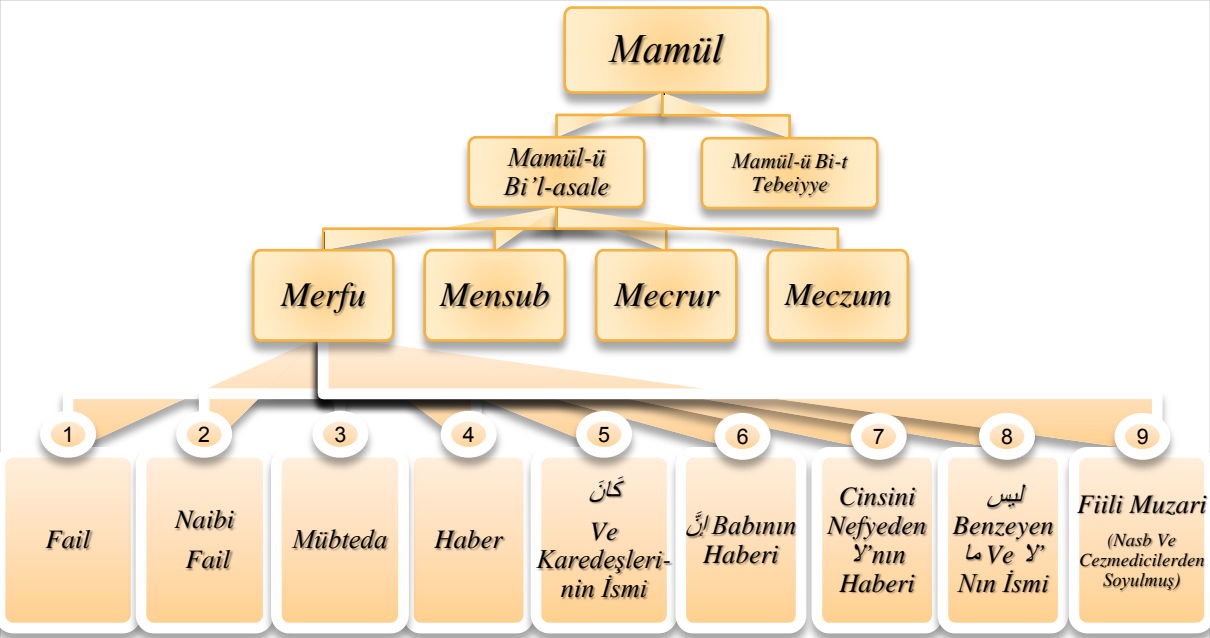 Mamül
Mamül-ü
Bi’l-asale
Mamül-ü Bi-t
Tebeiyye
Merfu
Mensub
Mecrur
Meczum
1
Fail
2
Naibi
Fail
3
Mübteda
4
Haber
5
كَانَ
Ve
Karedeşleri-
nin İsmi
6
إِنَّ Babının
Haberi
7
Cinsini
Nefyeden
لا’nın
Haberi
8
ليس
Benzeyen
ما Ve لا’
Nın İsmi
9
Fiili Muzari
(Nasb Ve
Cezmedicilerden
Soyulmuş)